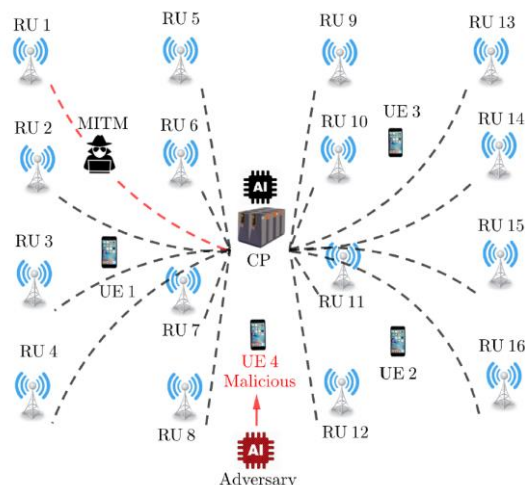 RU 1
RU 5
RU 9
RU 13
MITM
UE 3
RU 2
RU 6
RU 10
RU 14
AI
RU 3
UE 1
CP
RU 15
RU 11
RU 4
RU 7
UE 4
Malicious
UE 2
RU 16
RU 8
RU 12
AI
Adversary